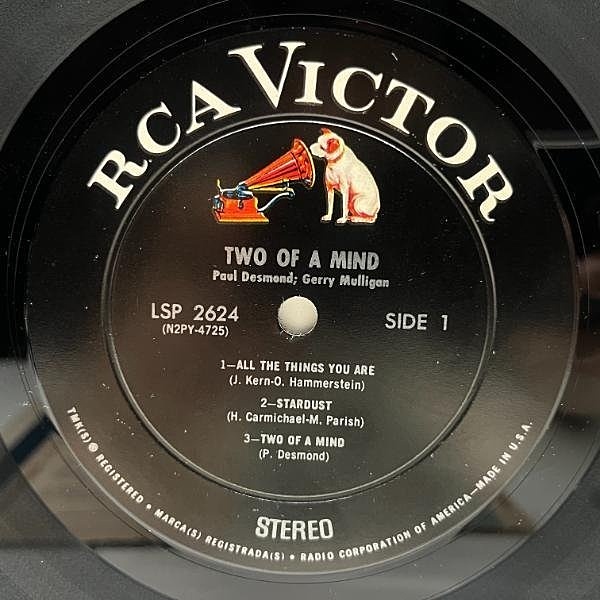 RCA VICTOR
TWO OF A MIND
Paul Desmond; Gerry Mulligan
LSP 2624
(N2PY-4725)
SIDE 1
1—ALL THE THINGS YOU ARE
(J. Kern-O. Hammerstein)
2—STARDUST
(H. Carmichael-M. Parish)
3—TWO OF A MIND
(P. Desmond)
STEREO
TMK(S) ® REGISTERED • MARCA(S) REGISTRADA(S) • RADIO CORPORATION OF AMERICA—MADE IN U.S.A.